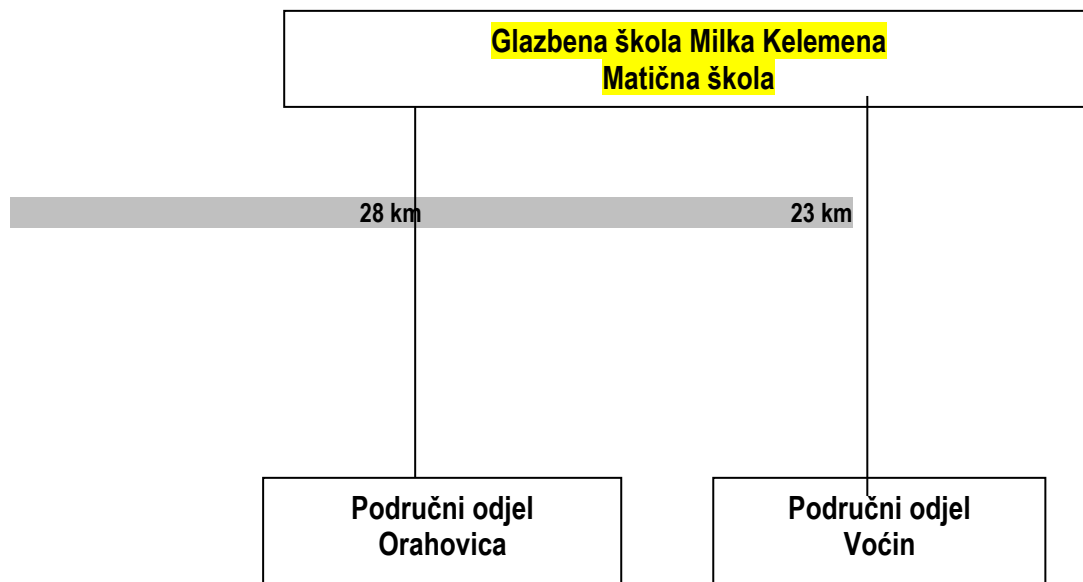 Glazbena škola Milka Kelemena
Matična škola
28 km 23 km
Područni odjel
Orahovica
Područni odjel
Voćin